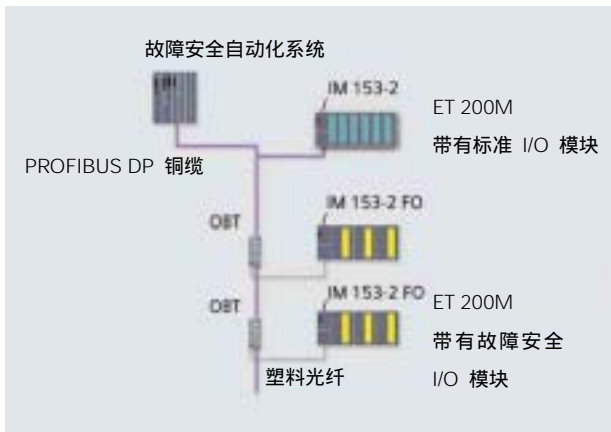 故障安全自动化系统
IM 153-2
ET 200M
带有标准 I/O 模块
PROFIBUS DP 铜缆
IM 153-2 FO
OBT
IM 153-2 FO
OBT
ET 200M
带有故障安全
I/O 模块
塑料光纤